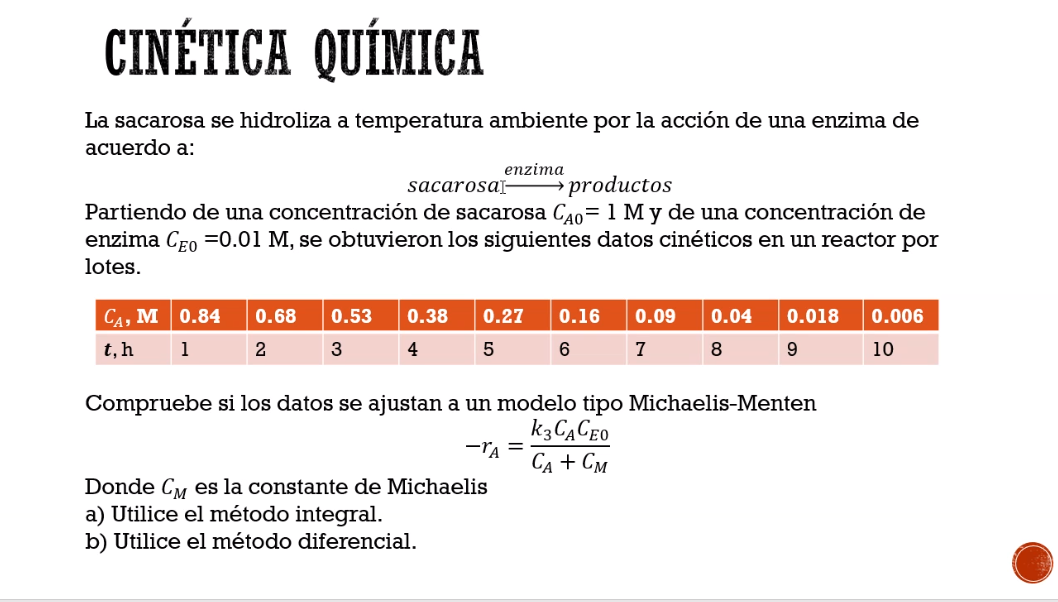 CINÉTICA QUÍMICA
La sacarosa se hidroliza a temperatura ambiente por la acción de una enzima de
acuerdo a:
enzima
sacarosa ⟶ productos
Partiendo de una concentración de sacarosa C_A0= 1 M y de una concentración de
enzima C_E0 =0.01 M, se obtuvieron los siguientes datos cinéticos en un reactor por
lotes.
C_A, M 0.84 0.68 0.53 0.38 0.27 0.16 0.09 0.04 0.018 0.006
t, h 1 2 3 4 5 6 7 8 9 10
Compruebe si los datos se ajustan a un modelo tipo Michaelis-Menten
−r_A = k_3 C_A C_E0 / C_A + C_M
Donde C_M es la constante de Michaelis
a) Utilice el método integral.
b) Utilice el método diferencial.